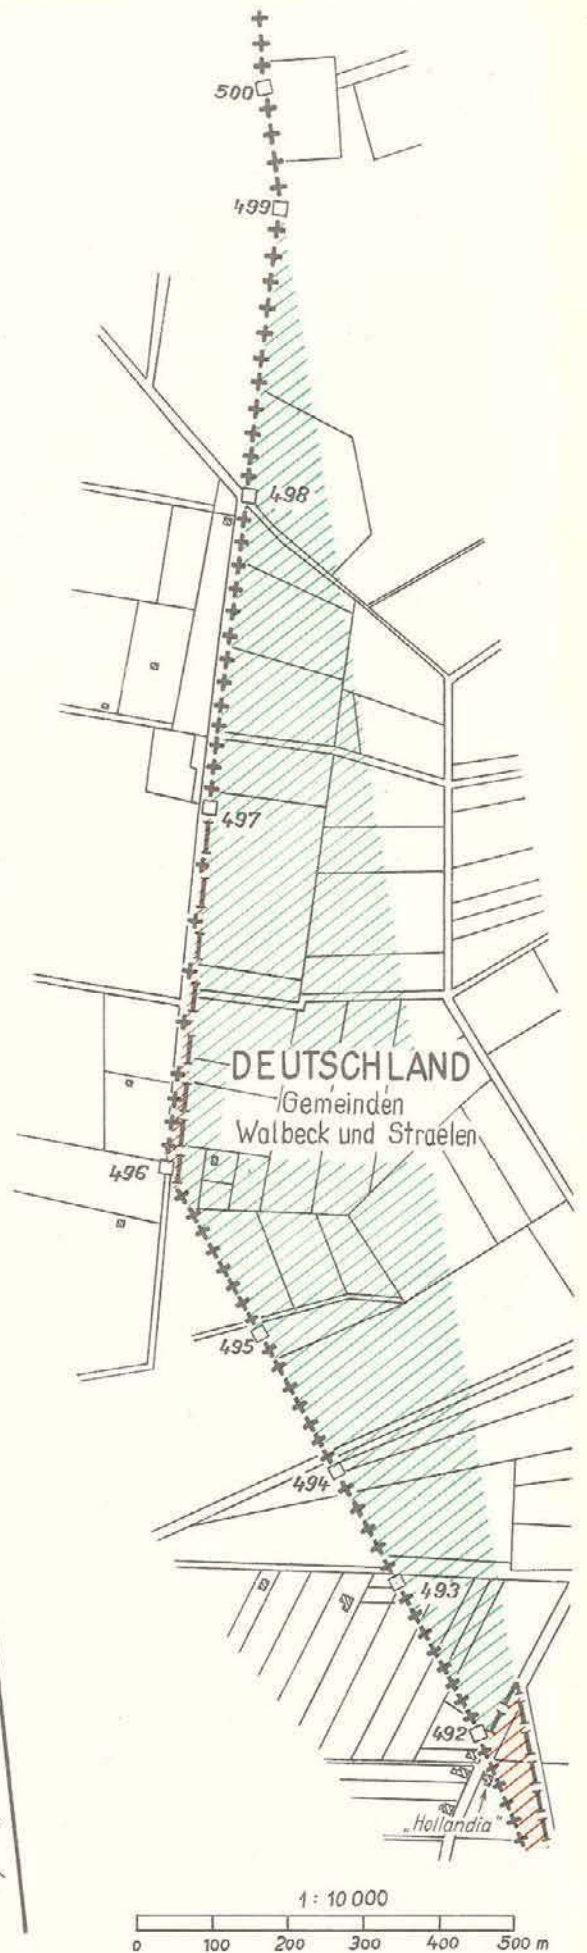 500
499
498
497
DEUTSCHLAND
Gemeinden
Walbeck und Straelen
496
495
494
493
492
„Hollandia“
1 : 10 000
0 100 200 300 400 500 m